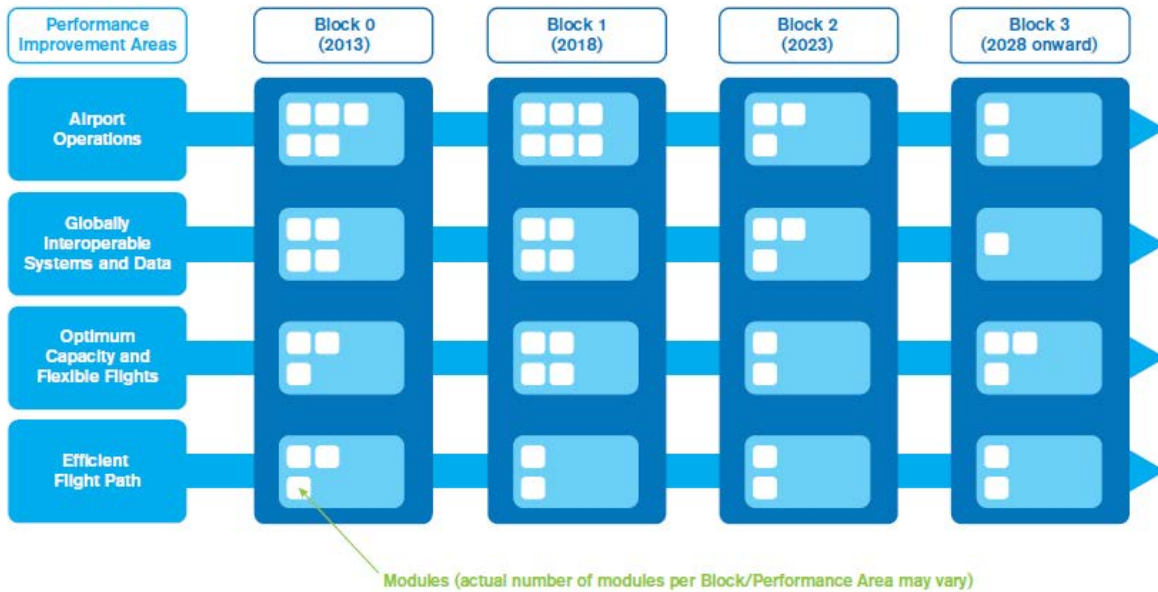 Performance
Improvement Areas
Block 0
(2013)
Block 1
(2018)
Block 2
(2023)
Block 3
(2028 onward)
Airport
Operations
Globally
Interoperable
Systems and Data
Optimum
Capacity and
Flexible Flights
Efficient
Flight Path
Modules (actual number of modules per Block/Performance Area may vary)